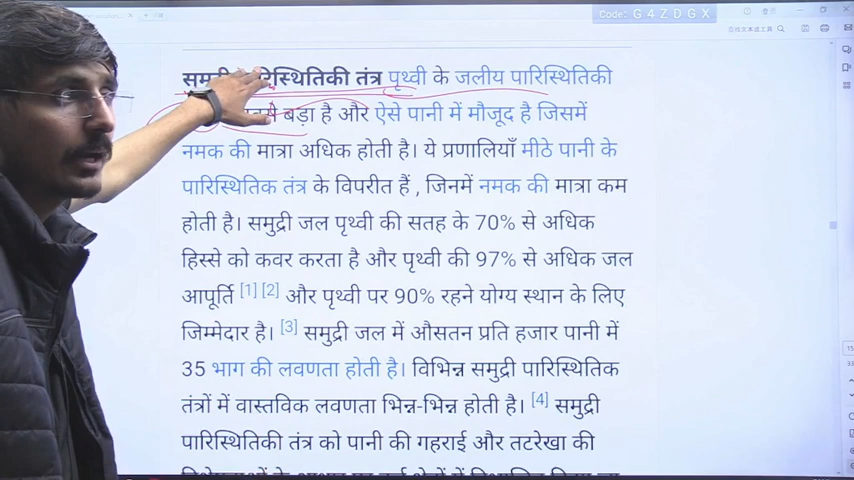 Code: G4ZDGX
समुद्री पारिस्थितिकी तंत्र पृथ्वी के जलीय पारिस्थितिकी
बड़ा है और ऐसे पानी में मौजूद है जिसमें
नमक की मात्रा अधिक होती है। ये प्रणालियाँ मीठे पानी के
पारिस्थितिक तंत्र के विपरीत हैं , जिनमें नमक की मात्रा कम
होती है। समुद्री जल पृथ्वी की सतह के 70% से अधिक
हिस्से को कवर करता है और पृथ्वी की 97% से अधिक जल
आपूर्ति [1] [2] और पृथ्वी पर 90% रहने योग्य स्थान के लिए
जिम्मेदार है। [3] समुद्री जल में औसतन प्रति हजार पानी में
35 भाग की लवणता होती है। विभिन्न समुद्री पारिस्थितिक
तंत्रों में वास्तविक लवणता भिन्न-भिन्न होती है। [4] समुद्री
पारिस्थितिकी तंत्र को पानी की गहराई और तटरेखा की